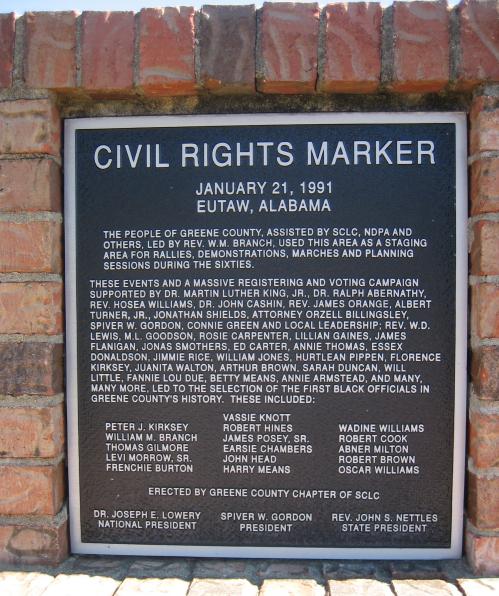 CIVIL RIGHTS MARKER
JANUARY 21, 1991
EUTAW, ALABAMA
THE PEOPLE OF GREENE COUNTY, ASSISTED BY SCLC, NDPA AND
OTHERS, LED BY REV. W.M. BRANCH, USED THIS AREA AS A STAGING
AREA FOR RALLIES, DEMONSTRATIONS, MARCHES AND PLANNING
SESSIONS DURING THE SIXTIES.
THESE EVENTS AND A MASSIVE REGISTERING AND VOTING CAMPAIGN
SUPPORTED BY DR. MARTIN LUTHER KING, JR., DR. RALPH ABERNATHY,
REV. HOSEA WILLIAMS, DR. JOHN CASHIN, REV. JAMES ORANGE, ALBERT
TURNER, JR., JONATHAN SHIELDS, ATTORNEY ORZELL BILLINGSLEY,
SPIVER W. GORDON, CONNIE GREEN AND LOCAL LEADERSHIP; REV. W.D.
LEWIS, M.L. GOODSON, ROSIE CARPENTER, LILLIAN GAINES, JAMES
FLANIGAN, JONAS SMOTHERS, ED CARTER, ANNIE THOMAS, ESSEX
DONALDSON, JIMMIE RICE, WILLIAM JONES, HURTLEAN PIPPEN, FLORENCE
KIRKSEY, JUANITA WALTON, ARTHUR BROWN, SARAH DUNCAN, WILL
LITTLE, FANNIE LOU DUE, BETTY MEANS, ANNIE ARMSTEAD, AND MANY,
MANY MORE, LED TO THE SELECTION OF THE FIRST BLACK OFFICIALS IN
GREENE COUNTY'S HISTORY. THESE INCLUDED:
VASSIE KNOTT
PETER J. KIRKSEY ROBERT HINES WADINE WILLIAMS
WILLIAM M. BRANCH JAMES POSEY, SR. ROBERT COOK
THOMAS GILMORE EARSIE CHAMBERS ABNER MILTON
LEVI MORROW, SR. JOHN HEAD ROBERT BROWN
FRENCHIE BURTON HARRY MEANS OSCAR WILLIAMS
ERECTED BY GREENE COUNTY CHAPTER OF SCLC
DR. JOSEPH E. LOWERY SPIVER W. GORDON REV. JOHN S. NETTLES
NATIONAL PRESIDENT PRESIDENT STATE PRESIDENT